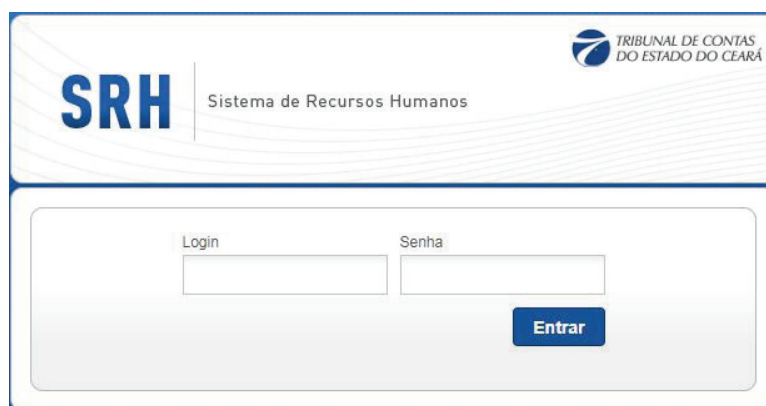 TRIBUNAL DE CONTAS
DO ESTADO DO CEARÁ
SRH
Sistema de Recursos Humanos
Login
Senha
Entrar